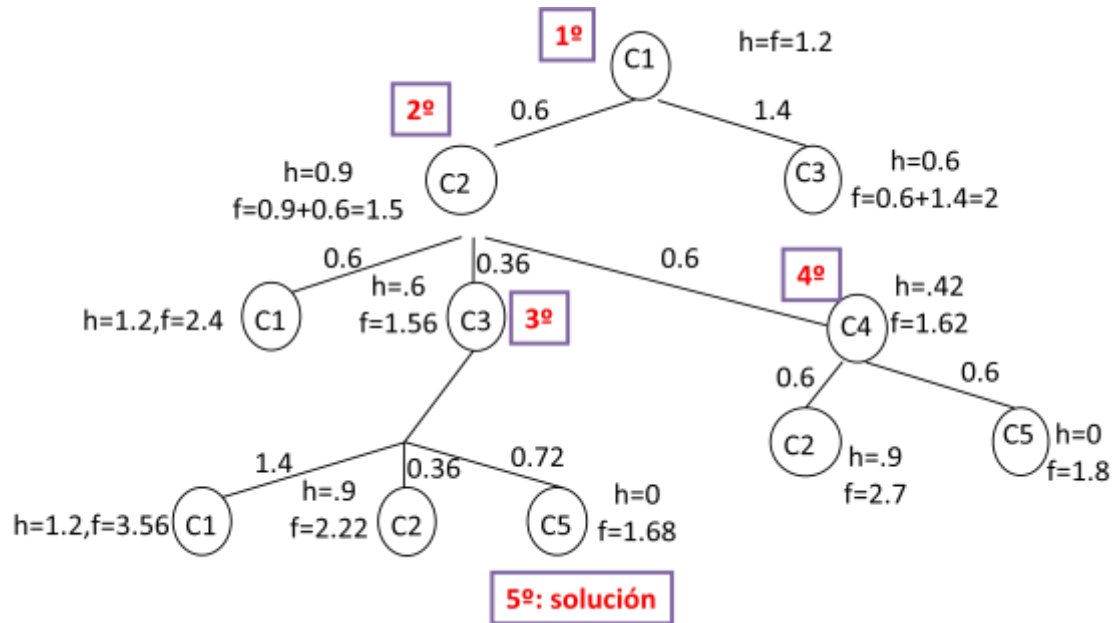 1º
C1
h=f=1.2
2º
0.6
1.4
C2
h=0.9
f=0.9+0.6=1.5
C3
h=0.6
f=0.6+1.4=2
0.6
0.36
0.6
C1
h=1.2,f=2.4
h=.6
f=1.56
C3
3º
4º
C4
h=.42
f=1.62
0.6
0.6
C2
h=.9
f=2.7
C5
h=0
f=1.8
1.4
0.36
0.72
h=1.2,f=3.56
C1
h=.9
f=2.22
C2
C5
h=0
f=1.68
5º: solución